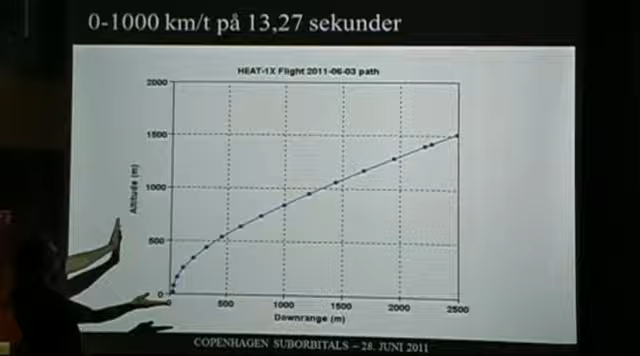 0-1000 km/t på 13,27 sekunder
HEAT-1X Flight 2011-06-03 path
2000
1500
1000
500
0
Altitude (m)
0 500 1000 1500 2000 2500
Downrange (m)
COPENHAGEN SUBORBITALS – 28. JUNI 2011